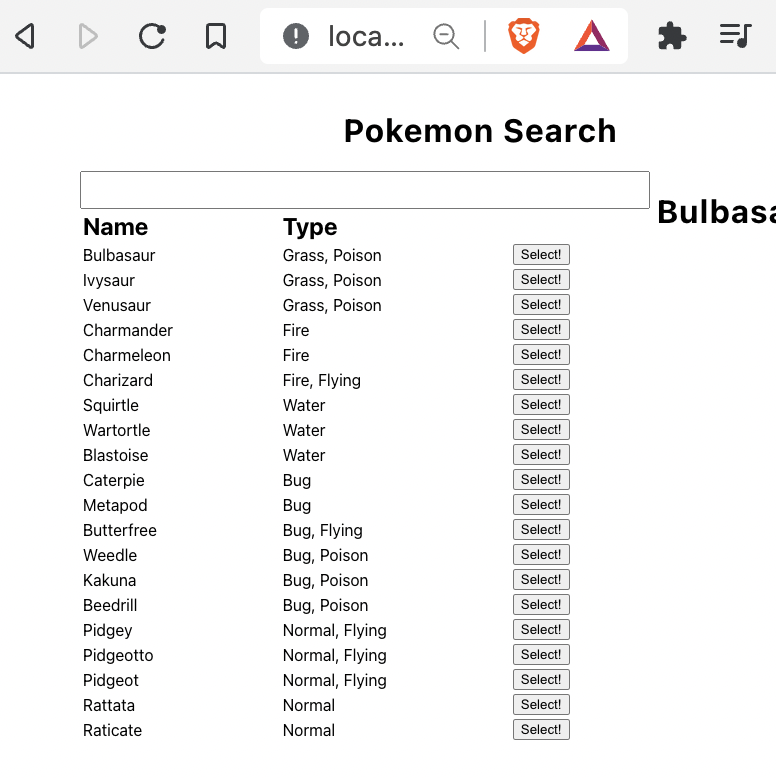 loca...
Pokemon Search
Bulbasa
Name Type
Bulbasaur Grass, Poison Select!
Ivysaur Grass, Poison Select!
Venusaur Grass, Poison Select!
Charmander Fire Select!
Charmeleon Fire Select!
Charizard Fire, Flying Select!
Squirtle Water Select!
Wartortle Water Select!
Blastoise Water Select!
Caterpie Bug Select!
Metapod Bug Select!
Butterfree Bug, Flying Select!
Weedle Bug, Poison Select!
Kakuna Bug, Poison Select!
Beedrill Bug, Poison Select!
Pidgey Normal, Flying Select!
Pidgeotto Normal, Flying Select!
Pidgeot Normal, Flying Select!
Rattata Normal Select!
Raticate Normal Select!